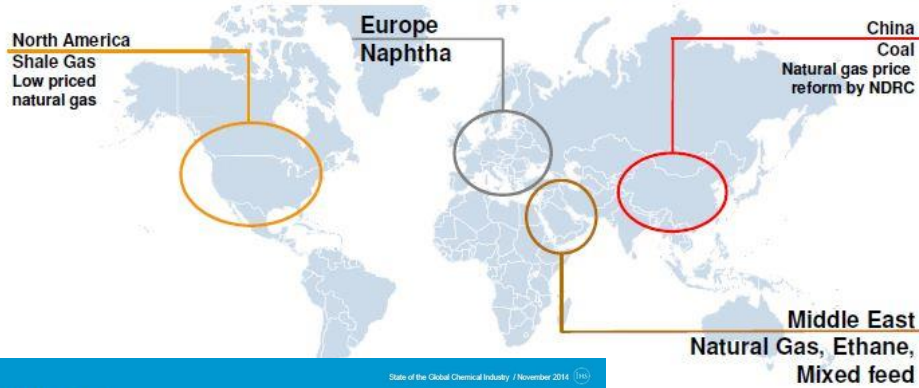 North America
Shale Gas
Low priced
natural gas
Europe
Naphtha
China
Coal
Natural gas price
reform by NDRC
Middle East
Natural Gas, Ethane,
Mixed feed
State of the Global Chemical Industry / November 2014
IHS